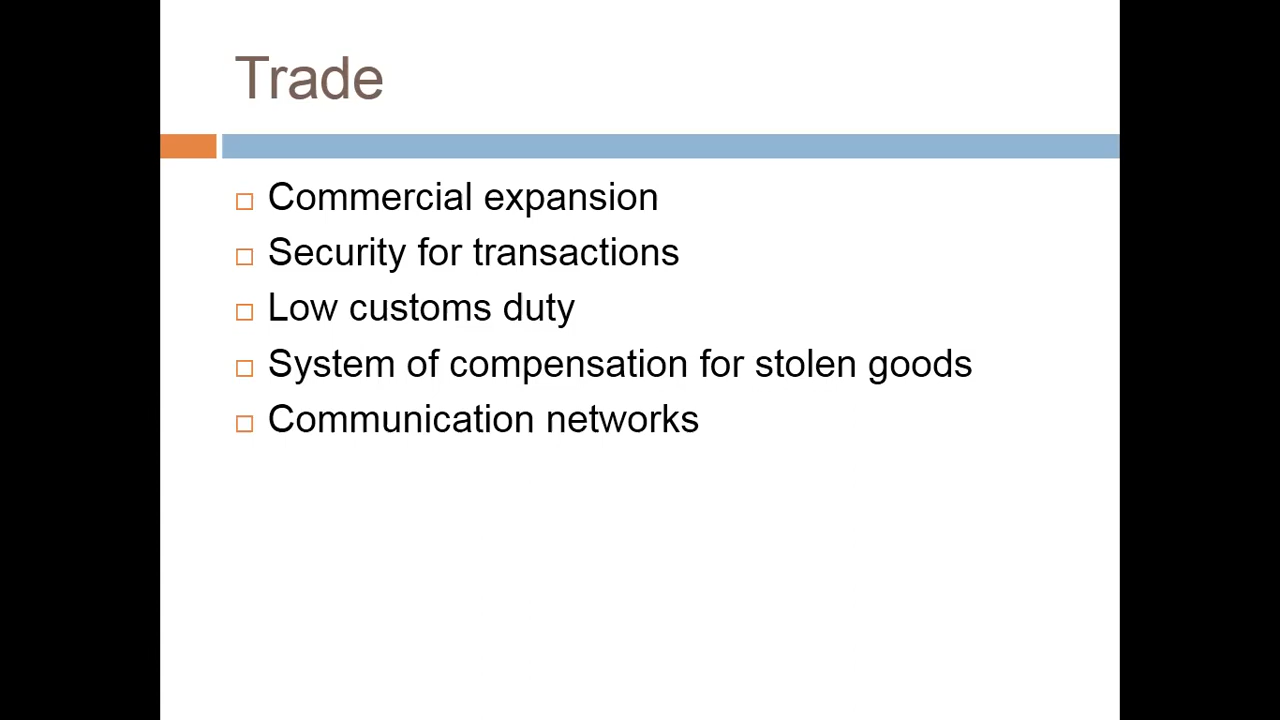 Trade
Commercial expansion
Security for transactions
Low customs duty
System of compensation for stolen goods
Communication networks